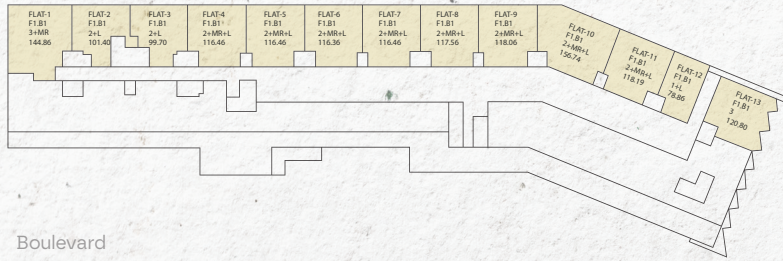 FLAT-1
F1.B1
3+MR
144.86
FLAT-2
F1.B1
2+L
101.40
FLAT-3
F1.B1
2+L
99.70
FLAT-4
F1.B1
2+MR+L
116.46
FLAT-5
F1.B1
2+MR+L
116.46
FLAT-6
F1.B1
2+MR+L
116.36
FLAT-7
F1.B1
2+MR+L
116.46
FLAT-8
F1.B1
2+MR+L
117.56
FLAT-9
F1.B1
2+MR+L
118.06
FLAT-10
F1.B1
2+MR+L
156.74
FLAT-11
F1.B1
2+MR+L
118.19
FLAT-12
F1.B1
1+L
78.86
FLAT-13
F1.B1
3
120.80
Boulevard